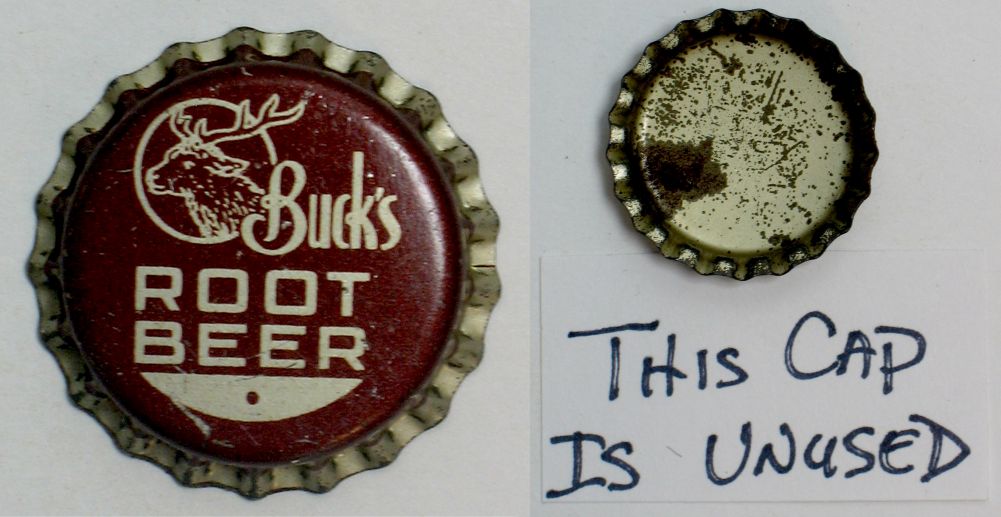 Buck's
ROOT
BEER
THIS CAP
IS UNUSED